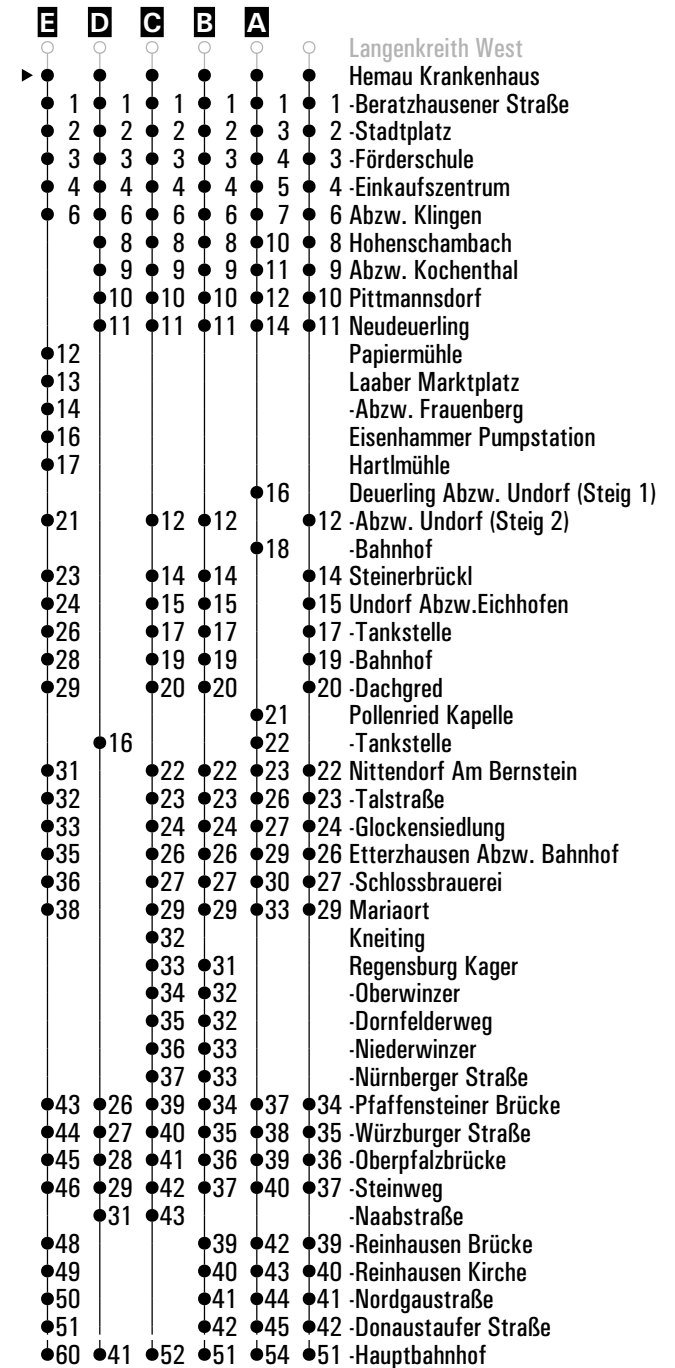 E D C B A
Langenkreith West
Hemau Krankenhaus
1 1 1 1 1 1 -Beratzhausener Straße
2 2 2 2 3 2 -Stadtplatz
3 3 3 3 4 3 -Förderschule
4 4 4 4 5 4 -Einkaufszentrum
6 6 6 6 7 6 Abzw. Klingen
8 8 8 10 8 Hohenschambach
9 9 9 11 9 Abzw. Kochenthal
10 10 10 12 10 Pittmannsdorf
11 11 11 14 11 Neudeuerling
12 Papiermühle
13 Laaber Marktplatz
14 -Abzw. Frauenberg
16 Eisenhammer Pumpstation
17 Hartlmühle
16 Deuerling Abzw. Undorf (Steig 1)
21 12 12 12 -Abzw. Undorf (Steig 2)
18 -Bahnhof
23 14 14 14 Steinerbrückl
24 15 15 15 Undorf Abzw.Eichhofen
26 17 17 17 -Tankstelle
28 19 19 19 -Bahnhof
29 20 20 20 -Dachgred
21 Pollenried Kapelle
16 22 -Tankstelle
31 22 22 23 22 Nittendorf Am Bernstein
32 23 23 26 23 -Talstraße
33 24 24 27 24 -Glockensiedlung
35 26 26 29 26 Etterzhausen Abzw. Bahnhof
36 27 27 30 27 -Schlossbrauerei
38 29 29 33 29 Mariaort
32 Kneiting
33 31 Regensburg Kager
34 32 -Oberwinzer
35 32 -Dornfelderweg
36 33 -Niederwinzer
37 33 -Nürnberger Straße
43 26 39 34 37 34 -Pfaffensteiner Brücke
44 27 40 35 38 35 -Würzburger Straße
45 28 41 36 39 36 -Oberpfalzbrücke
46 29 42 37 40 37 -Steinweg
31 43 -Naabstraße
48 39 42 39 -Reinhausen Brücke
49 40 43 40 -Reinhausen Kirche
50 41 44 41 -Nordgaustraße
51 42 45 42 -Donaustaufer Straße
60 41 52 51 54 51 -Hauptbahnhof